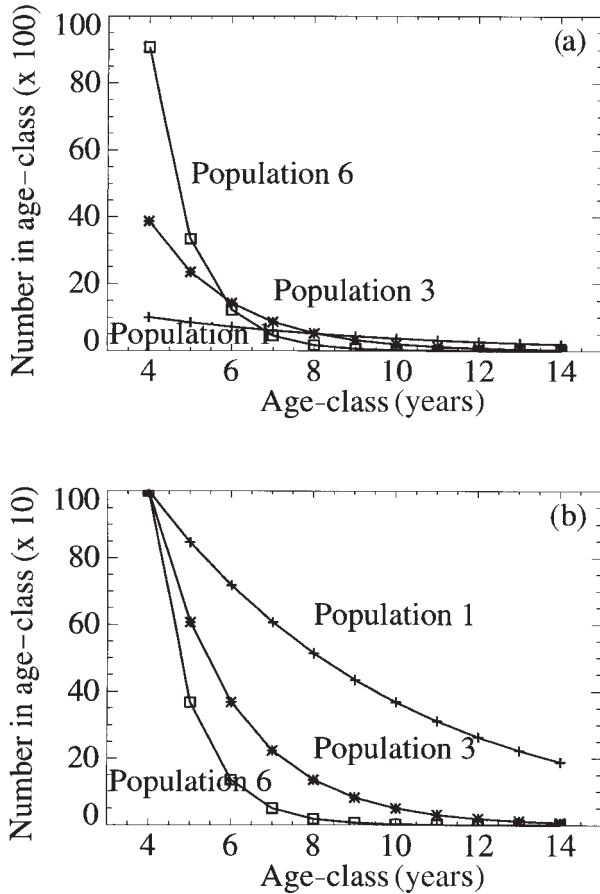 Number in age-class (x 100)
100
80
60
40
20
0
(a)
Population 6
Population 3
Population 1
4 6 8 10 12 14
Age-class (years)
Number in age-class (x 10)
100
80
60
40
20
0
(b)
Population 1
Population 3
Population 6
4 6 8 10 12 14
Age-class (years)